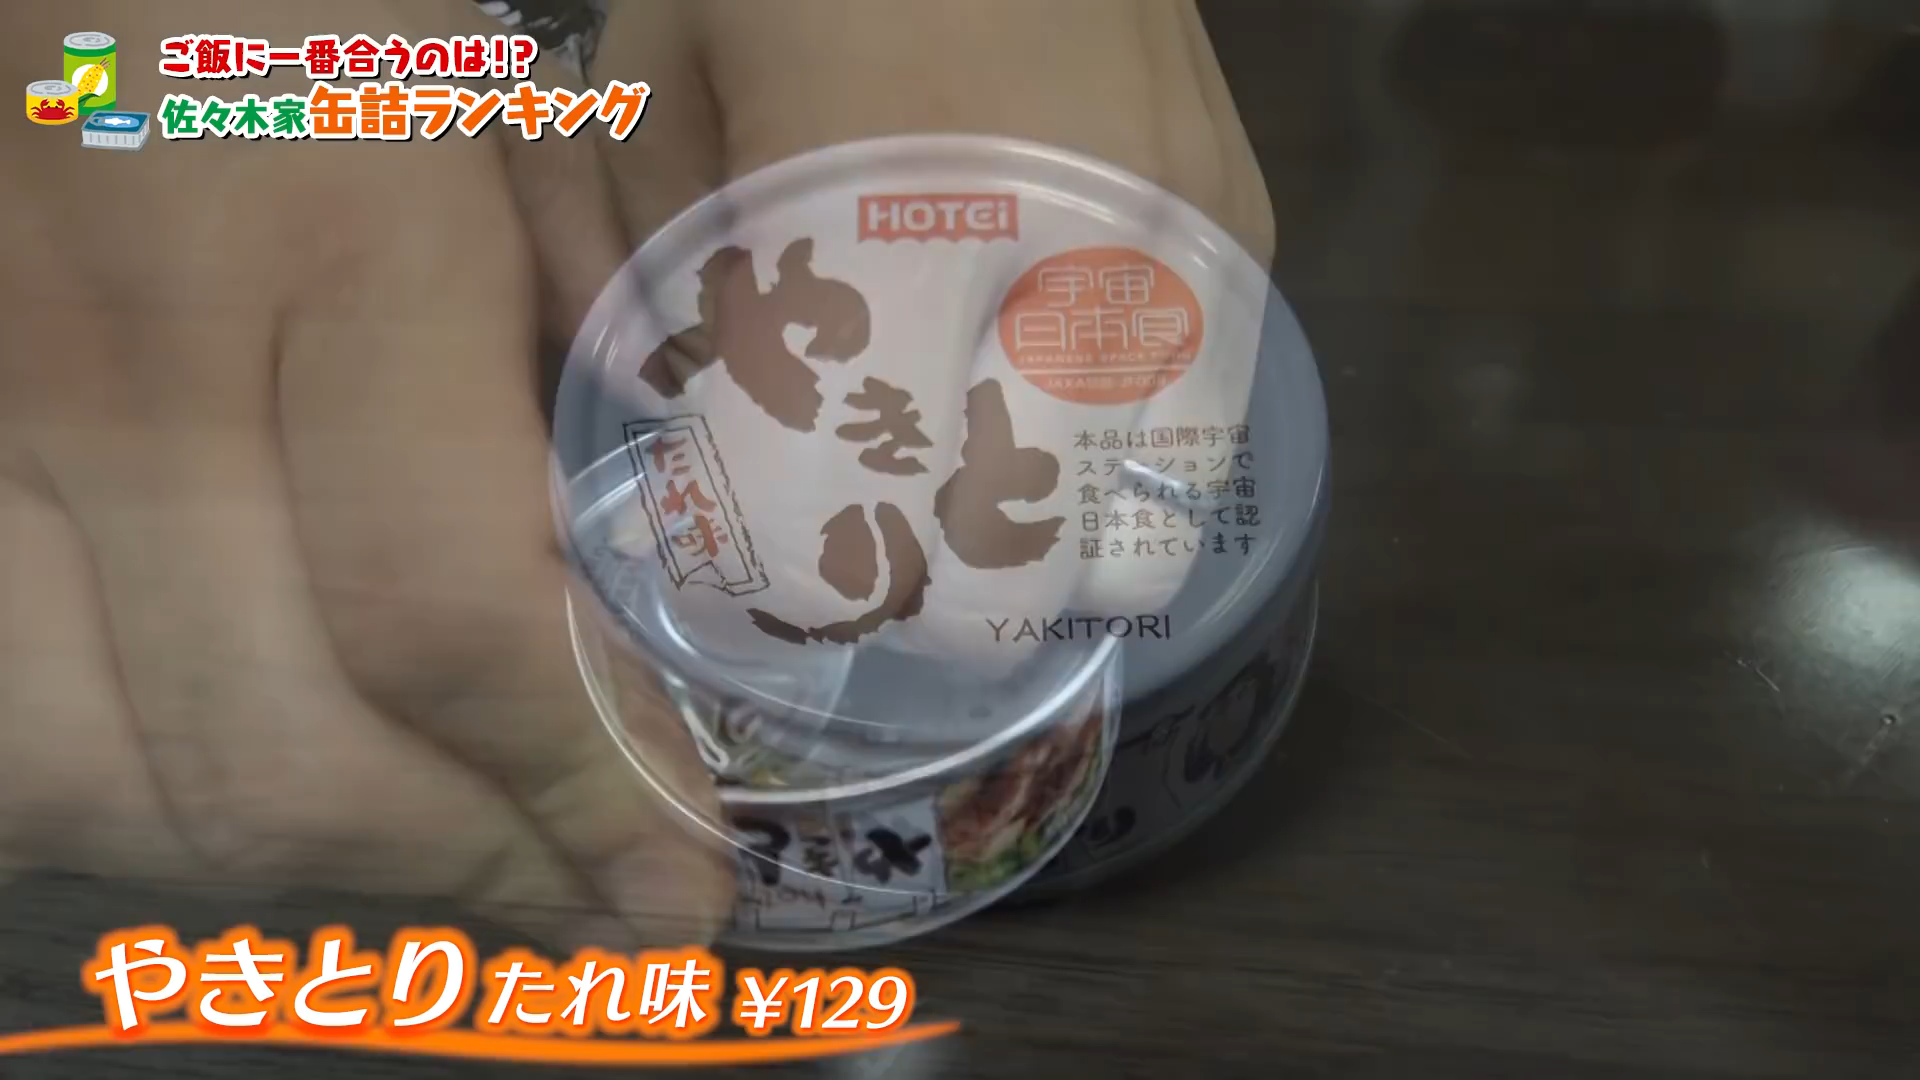 ご飯に一番合うのは!?
佐々木家缶詰ランキング
HOTEi
宇宙
日本食
JAPANESE SPACE FOOD
やきとり
たれ味
本品は国際宇宙
ステーションで
食べられる宇宙
日本食として認
証されています
YAKITORI
やきとり たれ味 ¥129